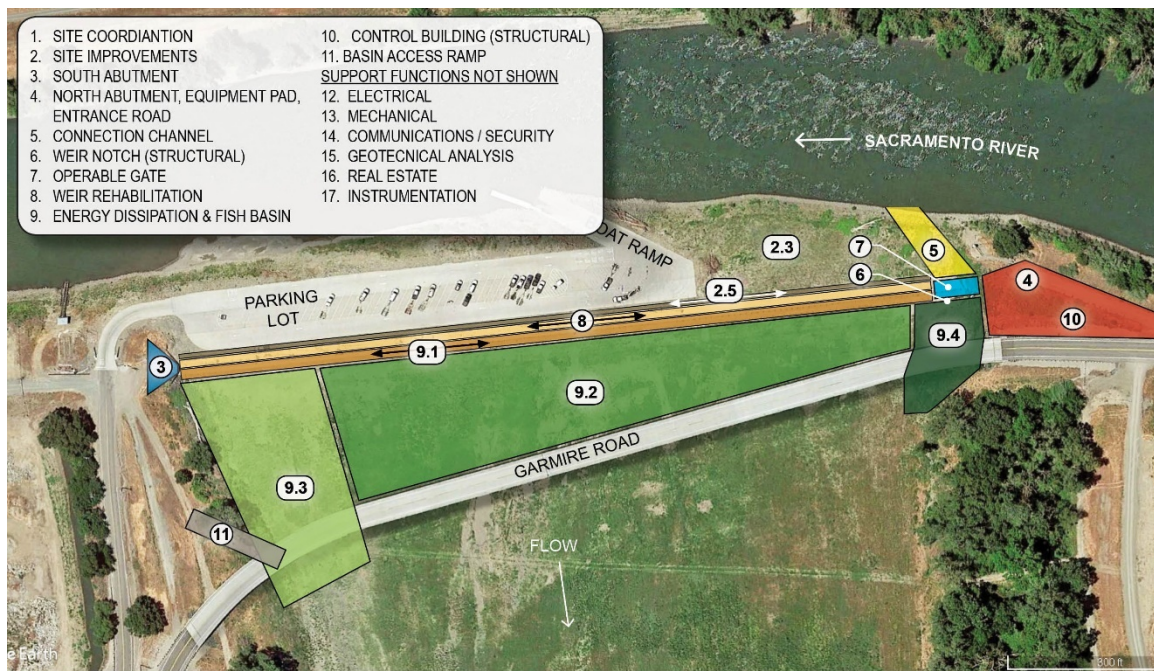 1. SITE COORDIANTION
2. SITE IMPROVEMENTS
3. SOUTH ABUTMENT
4. NORTH ABUTMENT, EQUIPMENT PAD,
ENTRANCE ROAD
5. CONNECTION CHANNEL
6. WEIR NOTCH (STRUCTURAL)
7. OPERABLE GATE
8. WEIR REHABILITATION
9. ENERGY DISSIPATION & FISH BASIN
10. CONTROL BUILDING (STRUCTURAL)
11. BASIN ACCESS RAMP
SUPPORT FUNCTIONS NOT SHOWN
12. ELECTRICAL
13. MECHANICAL
14. COMMUNICATIONS / SECURITY
15. GEOTECNICAL ANALYSIS
16. REAL ESTATE
17. INSTRUMENTATION
SACRAMENTO RIVER
OAT RAMP
2.3
7
5
6
4
10
PARKING
LOT
2.5
8
9.1
3
9.4
9.2
GARMIRE ROAD
9.3
11
FLOW
e Earth
300 ft